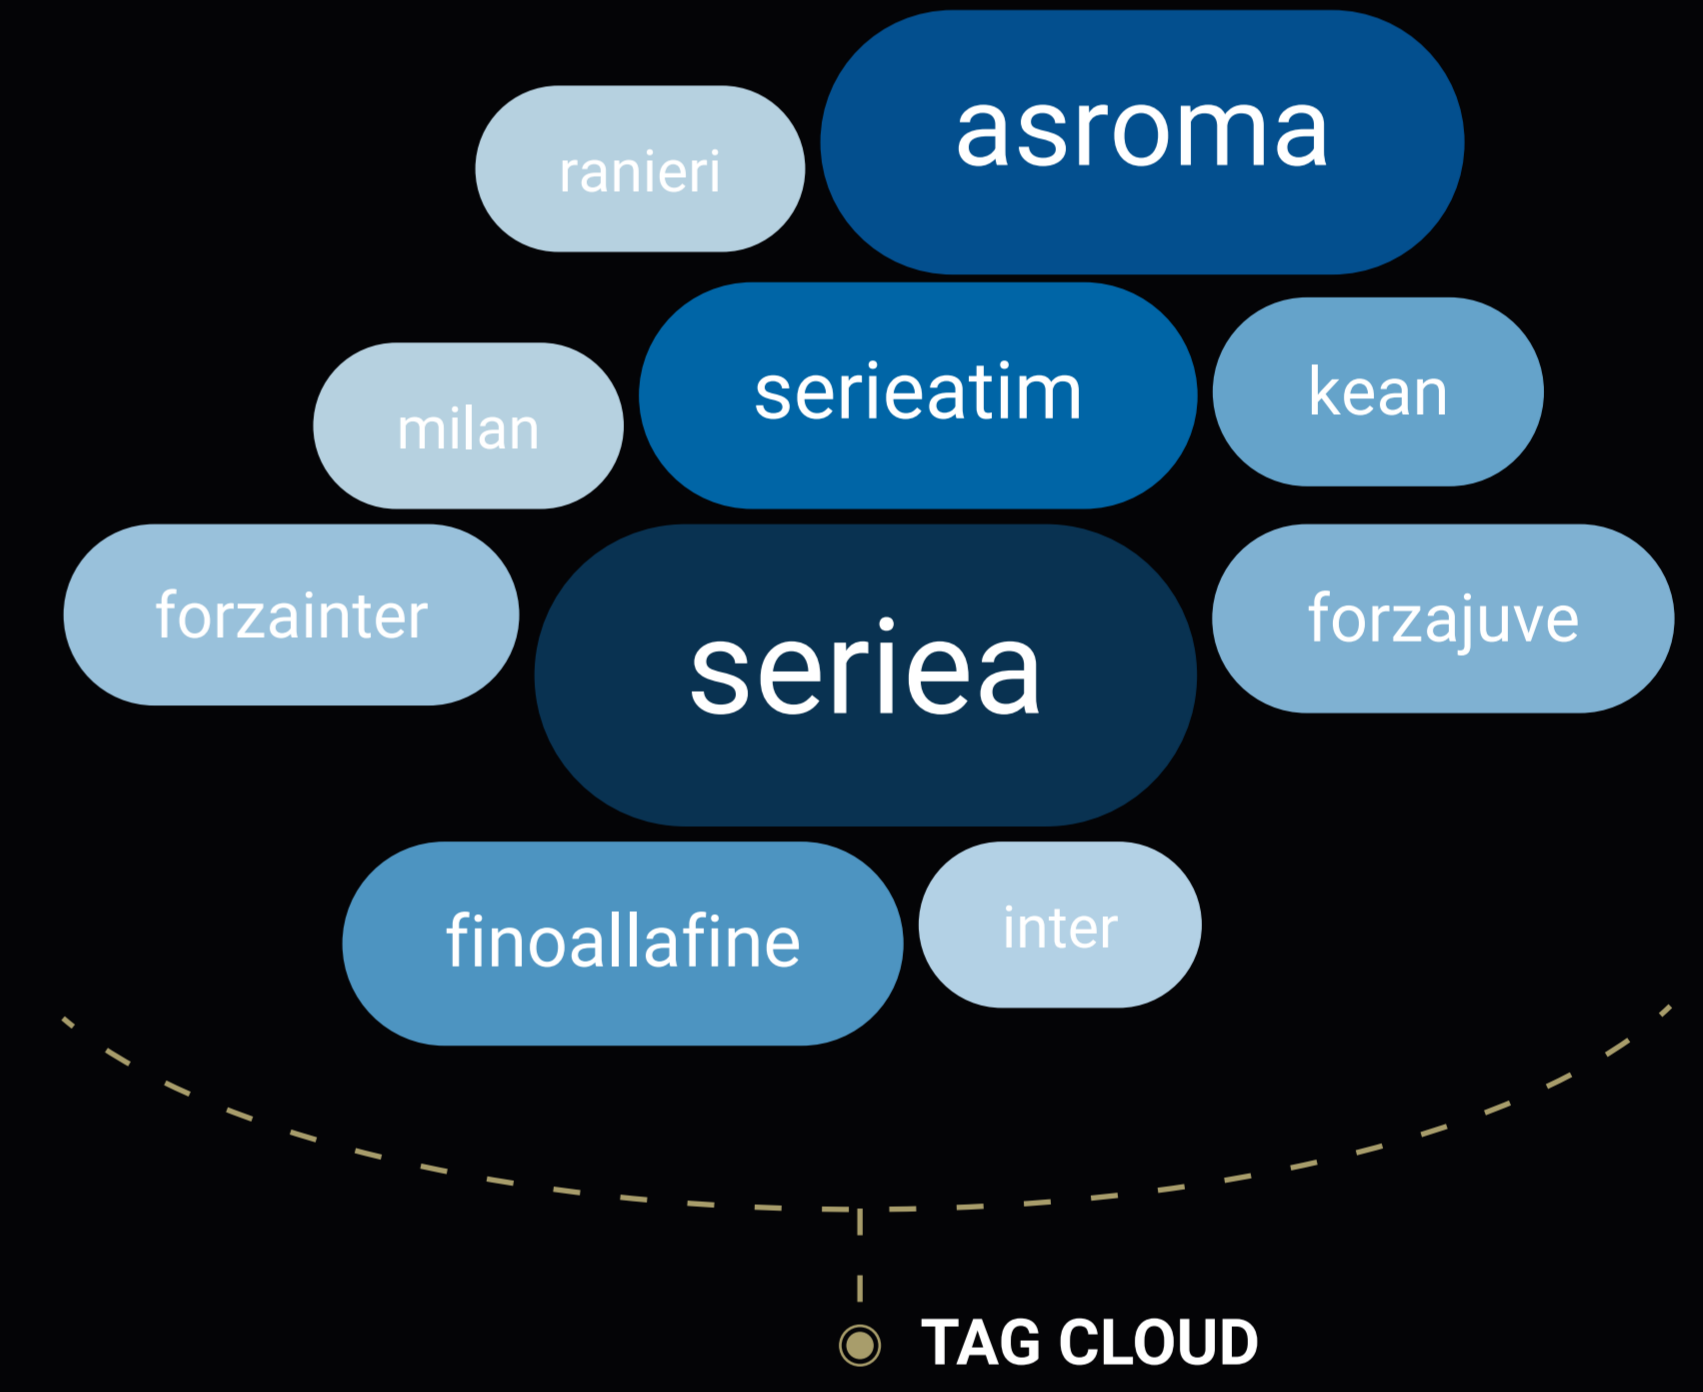 asroma
ranieri
serieatim
kean
milan
forzainter
seriea
forzajuve
finoallafine
inter
TAG CLOUD